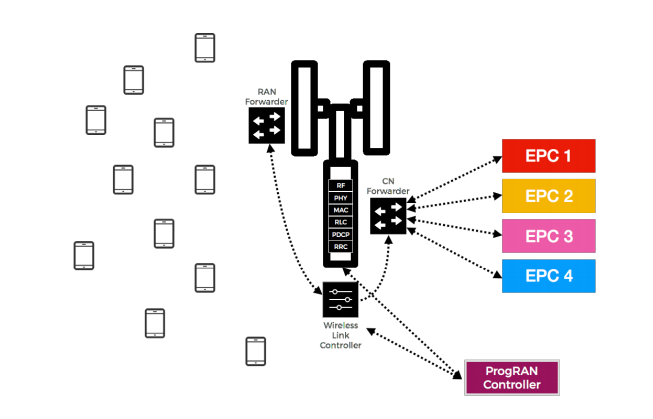 RAN
Forwarder
RF
PHY
MAC
RLC
PDCP
RRC
CN
Forwarder
EPC 1
EPC 2
EPC 3
EPC 4
Wireless
Link
Controller
ProgRAN
Controller